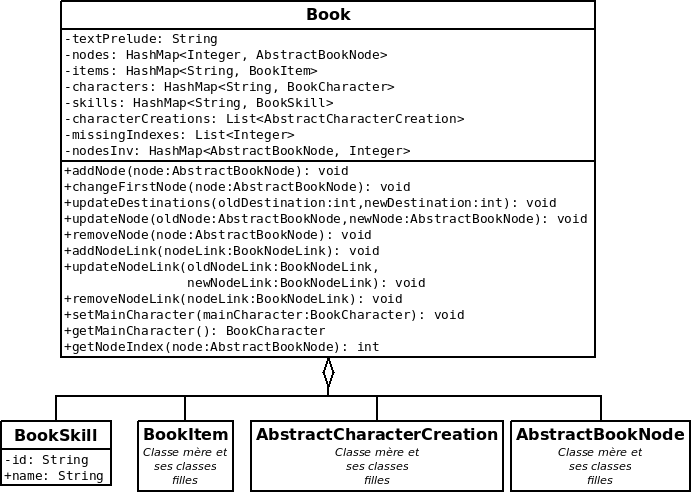 Book
-textPrelude: String
-nodes: HashMap<Integer, AbstractBookNode>
-items: HashMap<String, BookItem>
-characters: HashMap<String, BookCharacter>
-skills: HashMap<String, BookSkill>
-characterCreations: List<AbstractCharacterCreation>
-missingIndexes: List<Integer>
-nodesInv: HashMap<AbstractBookNode, Integer>
+addNode(node:AbstractBookNode): void
+changeFirstNode(node:AbstractBookNode): void
+updateDestinations(oldDestination:int,newDestination:int): void
+updateNode(oldNode:AbstractBookNode,newNode:AbstractBookNode): void
+removeNode(node:AbstractBookNode): void
+addNodeLink(nodeLink:BookNodeLink): void
+updateNodeLink(oldNodeLink:BookNodeLink,
newNodeLink:BookNodeLink): void
+removeNodeLink(nodeLink:BookNodeLink): void
+setMainCharacter(mainCharacter:BookCharacter): void
+getMainCharacter(): BookCharacter
+getNodeIndex(node:AbstractBookNode): int
BookSkill
-id: String
+name: String
BookItem
Classe mère et
ses classes
filles
AbstractCharacterCreation
Classe mère et
ses classes
filles
AbstractBookNode
Classe mère et
ses classes
filles